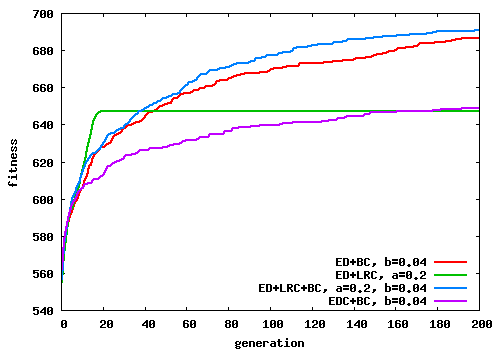 700
680
660
640
620
600
580
560
540
fitness
ED+BC, b=0.04
ED+LRC, a=0.2
ED+LRC+BC, a=0.2, b=0.04
EDC+BC, b=0.04
0 20 40 60 80 100 120 140 160 180 200
generation